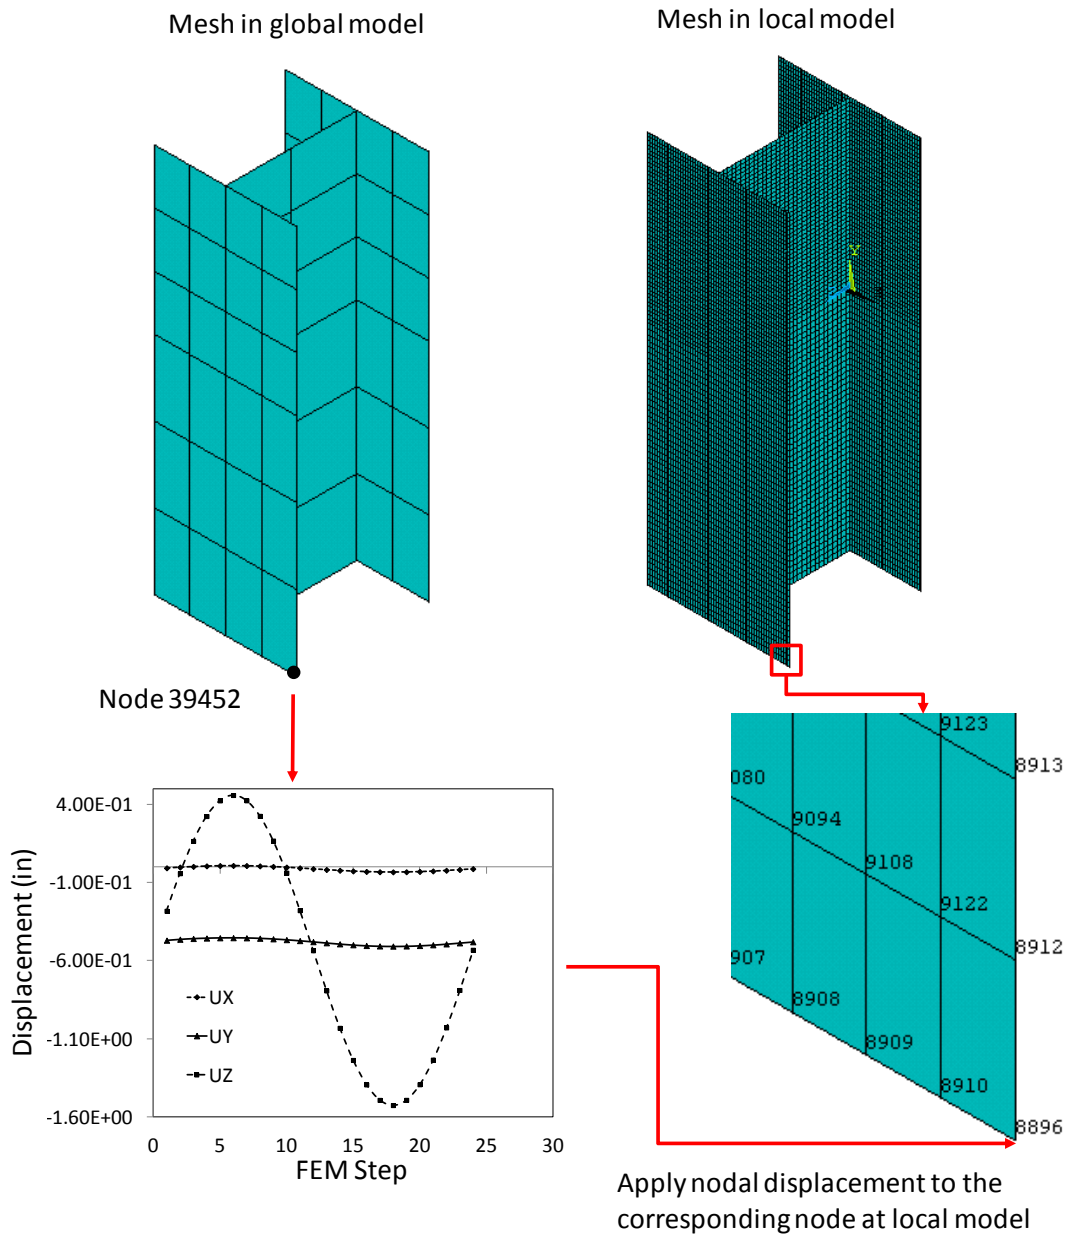 Mesh in global model
Mesh in local model
Y
Node 39452
4.00E-01
-1.00E-01
-6.00E-01
-1.10E+00
-1.60E+00
0
5
10
15
20
25
30
Displacement (in)
FEM Step
UX
UY
UZ
9123
8913
080
9094
9108
9122
8912
907
8908
8909
8910
8896
Apply nodal displacement to the
corresponding node at local model